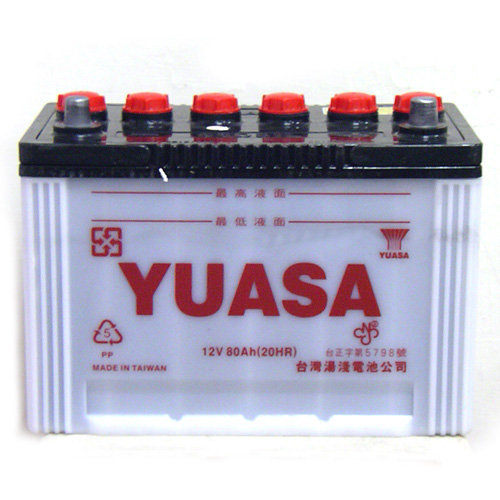 最高液面
最低液面
YUASA
YUASA
5
PP
MADE IN TAIWAN
12V 80Ah(20HR)
台正字第5798號
台灣湯淺電池公司